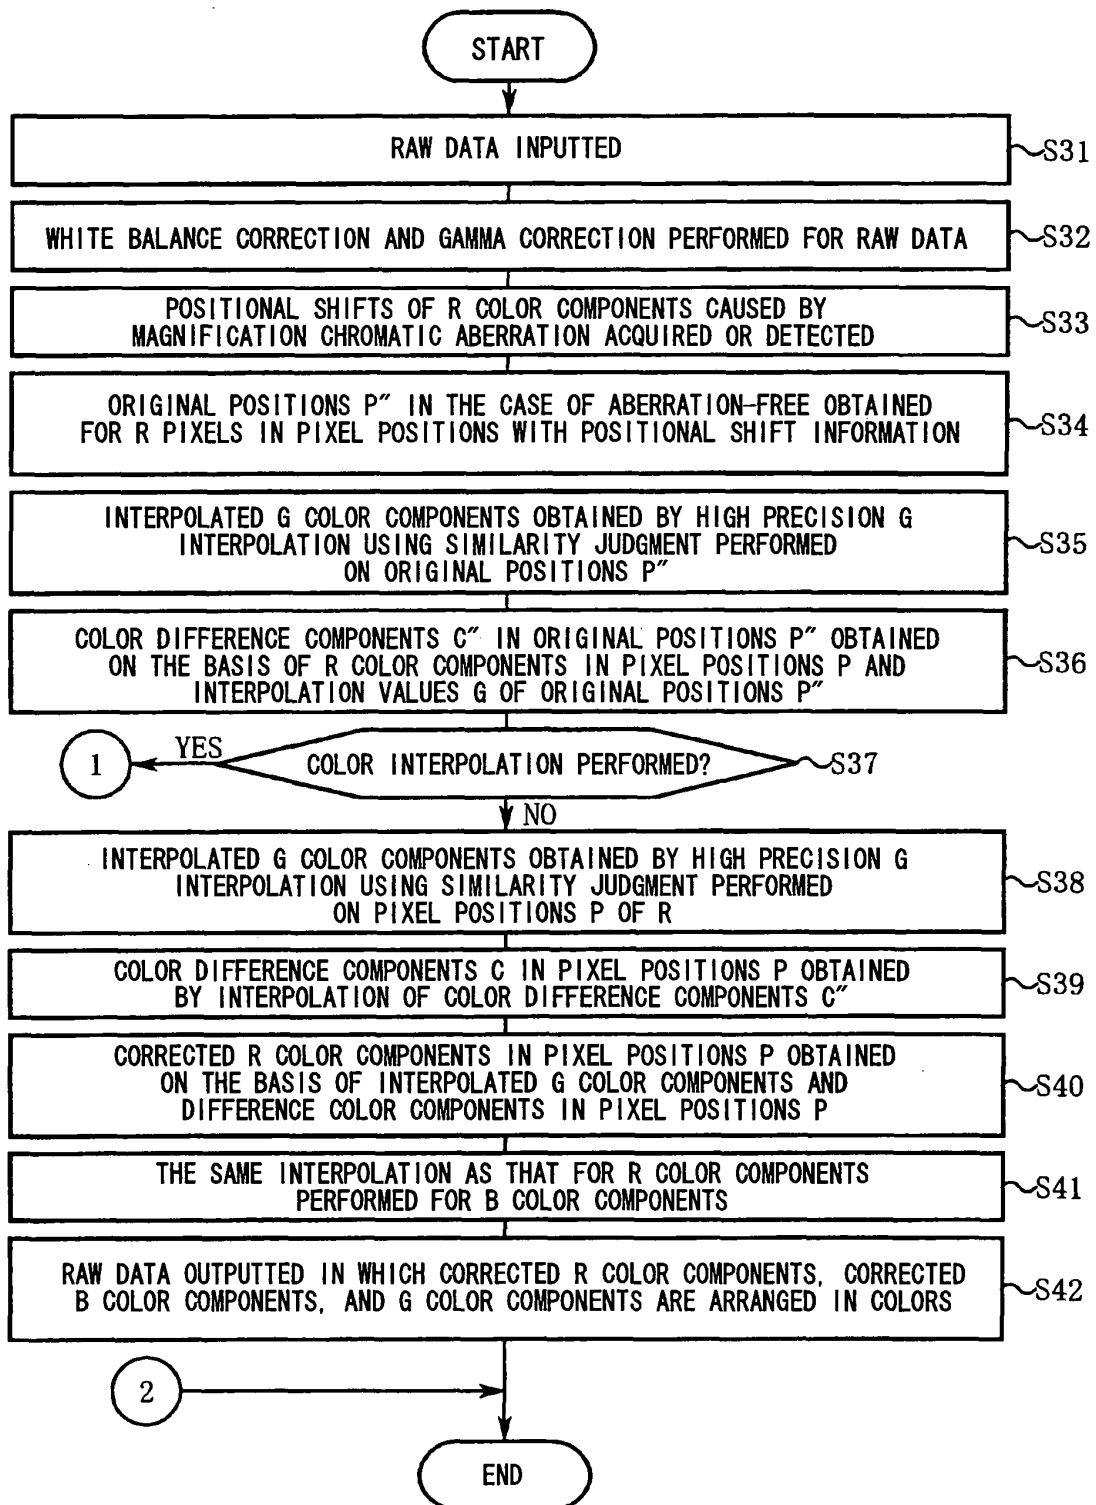 START
RAW DATA INPUTTED
S31
WHITE BALANCE CORRECTION AND GAMMA CORRECTION PERFORMED FOR RAW DATA
S32
POSITIONAL SHIFTS OF R COLOR COMPONENTS CAUSED BY
MAGNIFICATION CHROMATIC ABERRATION ACQUIRED OR DETECTED
S33
ORIGINAL POSITIONS P″ IN THE CASE OF ABERRATION-FREE OBTAINED
FOR R PIXELS IN PIXEL POSITIONS WITH POSITIONAL SHIFT INFORMATION
S34
INTERPOLATED G COLOR COMPONENTS OBTAINED BY HIGH PRECISION G
INTERPOLATION USING SIMILARITY JUDGMENT PERFORMED
ON ORIGINAL POSITIONS P″
S35
COLOR DIFFERENCE COMPONENTS C″ IN ORIGINAL POSITIONS P″ OBTAINED
ON THE BASIS OF R COLOR COMPONENTS IN PIXEL POSITIONS P AND
INTERPOLATION VALUES G OF ORIGINAL POSITIONS P″
S36
1
YES
COLOR INTERPOLATION PERFORMED?
S37
NO
INTERPOLATED G COLOR COMPONENTS OBTAINED BY HIGH PRECISION G
INTERPOLATION USING SIMILARITY JUDGMENT PERFORMED
ON PIXEL POSITIONS P OF R
S38
COLOR DIFFERENCE COMPONENTS C IN PIXEL POSITIONS P OBTAINED
BY INTERPOLATION OF COLOR DIFFERENCE COMPONENTS C″
S39
CORRECTED R COLOR COMPONENTS IN PIXEL POSITIONS P OBTAINED
ON THE BASIS OF INTERPOLATED G COLOR COMPONENTS AND
DIFFERENCE COLOR COMPONENTS IN PIXEL POSITIONS P
S40
THE SAME INTERPOLATION AS THAT FOR R COLOR COMPONENTS
PERFORMED FOR B COLOR COMPONENTS
S41
RAW DATA OUTPUTTED IN WHICH CORRECTED R COLOR COMPONENTS, CORRECTED
B COLOR COMPONENTS, AND G COLOR COMPONENTS ARE ARRANGED IN COLORS
S42
2
END